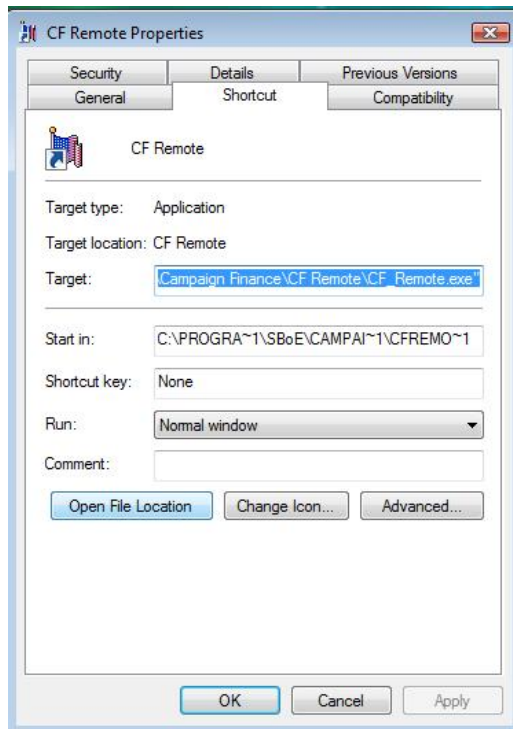 CF Remote Properties
Security Details Previous Versions
General Shortcut Compatibility
CF Remote
Target type: Application
Target location: CF Remote
Target: \Campaign Finance\CF Remote\CF_Remote.exe"
Start in: C:\PROGRA~1\SBoE\CAMPAI~1\CFREMO~1
Shortcut key: None
Run: Normal window
Comment:
Open File Location Change Icon... Advanced...
OK Cancel Apply